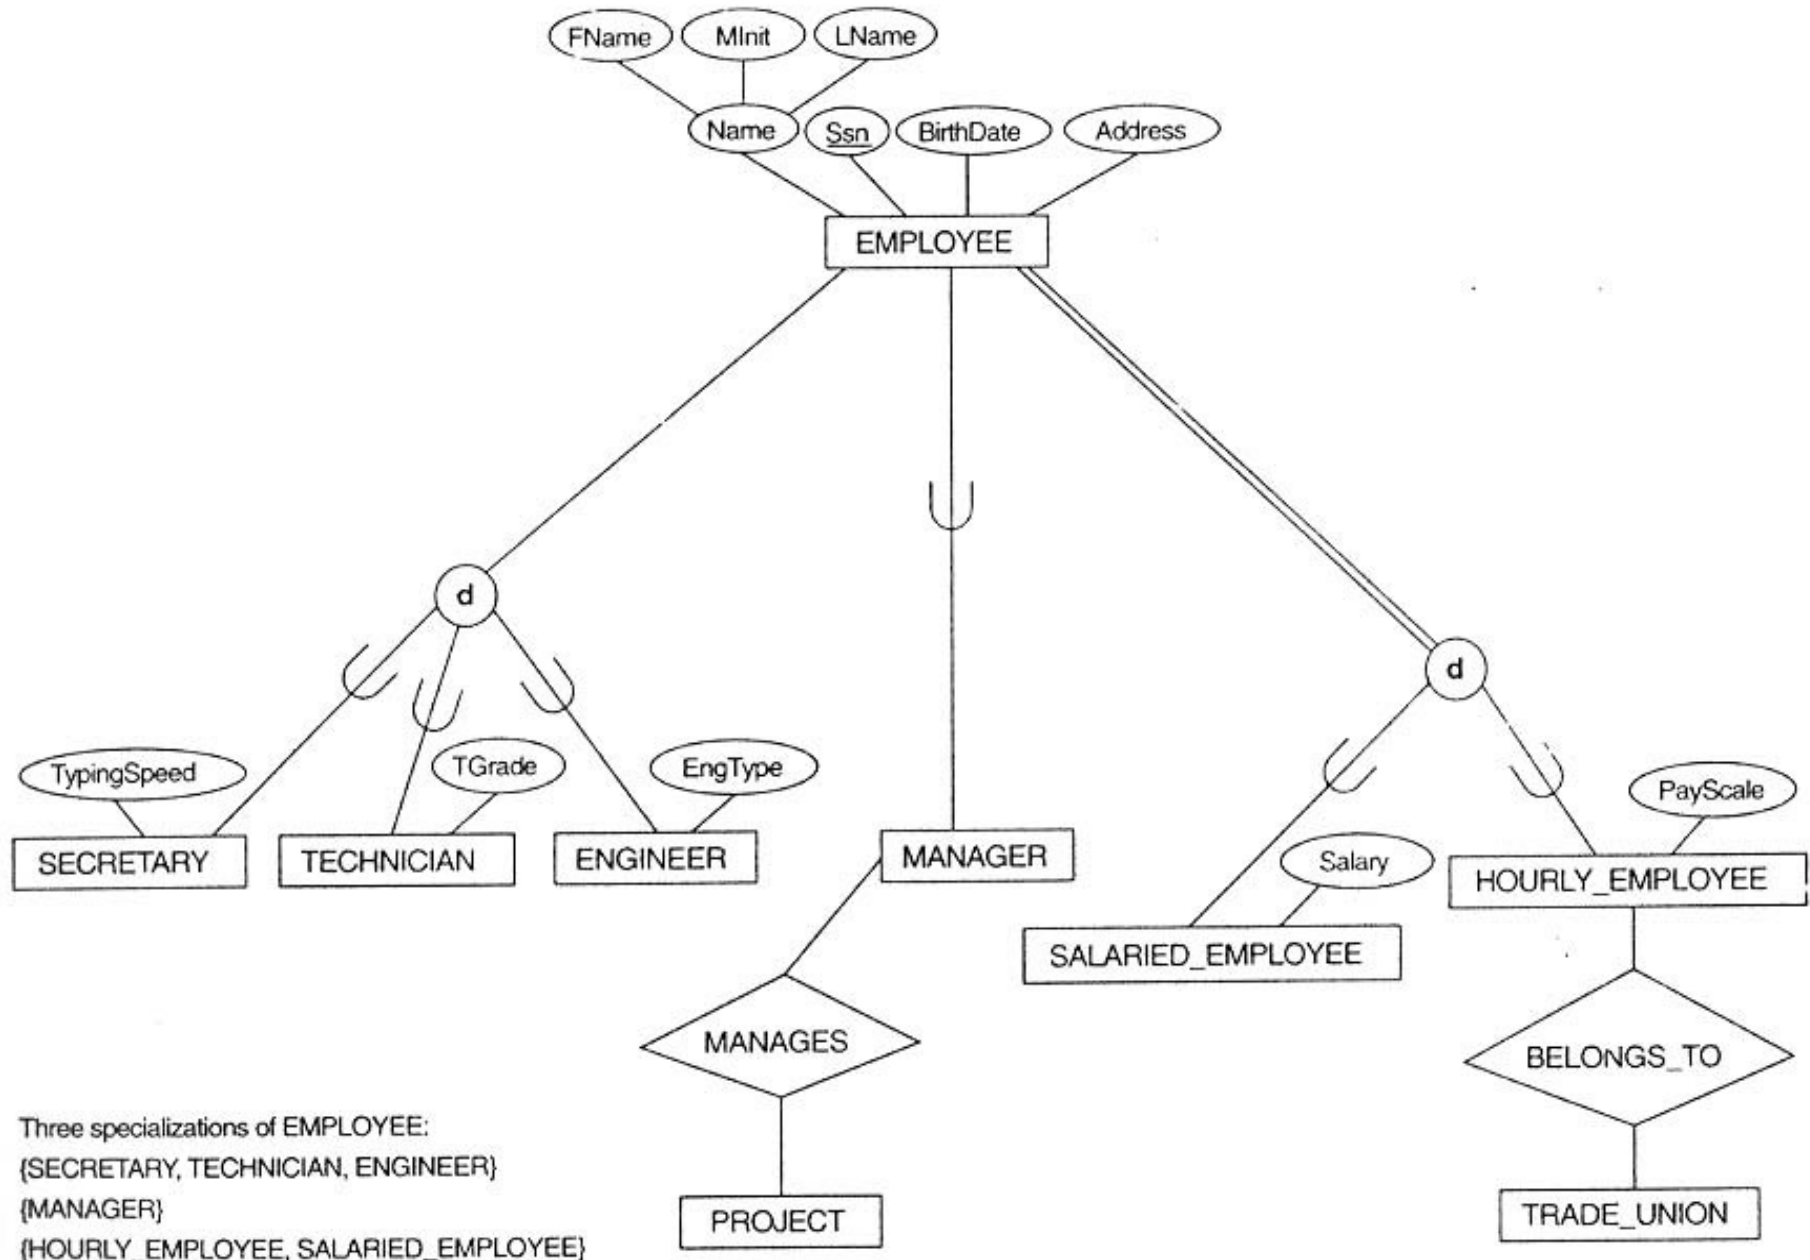 FName MInit LName
Name Ssn BirthDate Address
EMPLOYEE
d
d
TypingSpeed TGrade EngType PayScale
SECRETARY TECHNICIAN ENGINEER MANAGER Salary HOURLY_EMPLOYEE
SALARIED_EMPLOYEE
MANAGES BELONGS_TO
Three specializations of EMPLOYEE:
{SECRETARY, TECHNICIAN, ENGINEER}
{MANAGER}
{HOURLY_EMPLOYEE, SALARIED_EMPLOYEE}
PROJECT TRADE_UNION